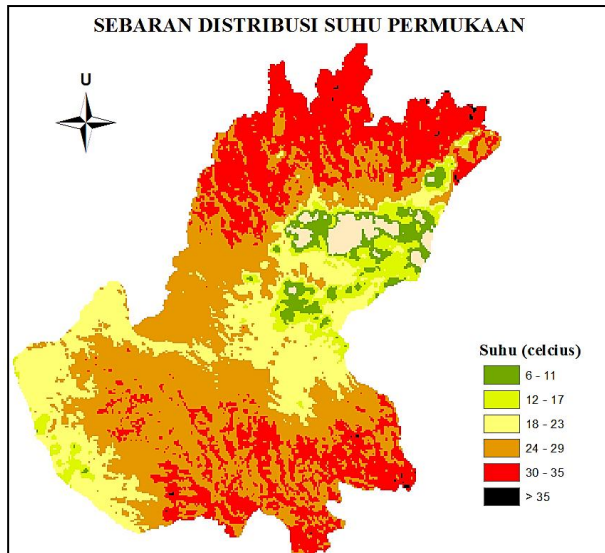 SEBARAN DISTRIBUSI SUHU PERMUKAAN
U
Suhu (celcius)
6 - 11
12 - 17
18 - 23
24 - 29
30 - 35
> 35